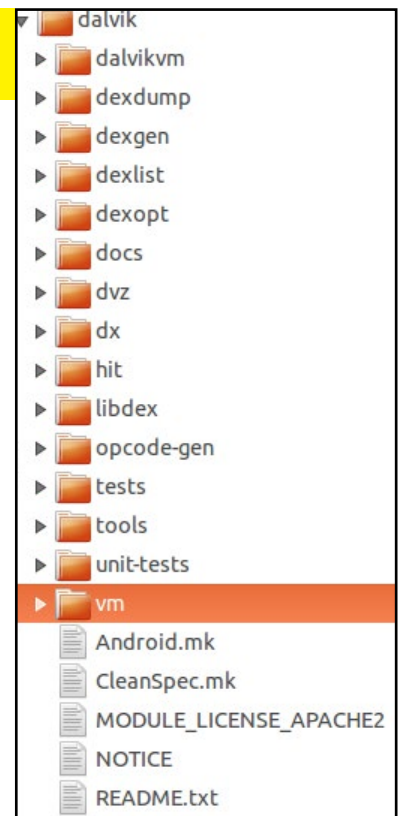 dalvik
dalvikvm
dexdump
dexgen
dexlist
dexopt
docs
dvz
dx
hit
libdex
opcode-gen
tests
tools
unit-tests
vm
Android.mk
CleanSpec.mk
MODULE_LICENSE_APACHE2
NOTICE
README.txt